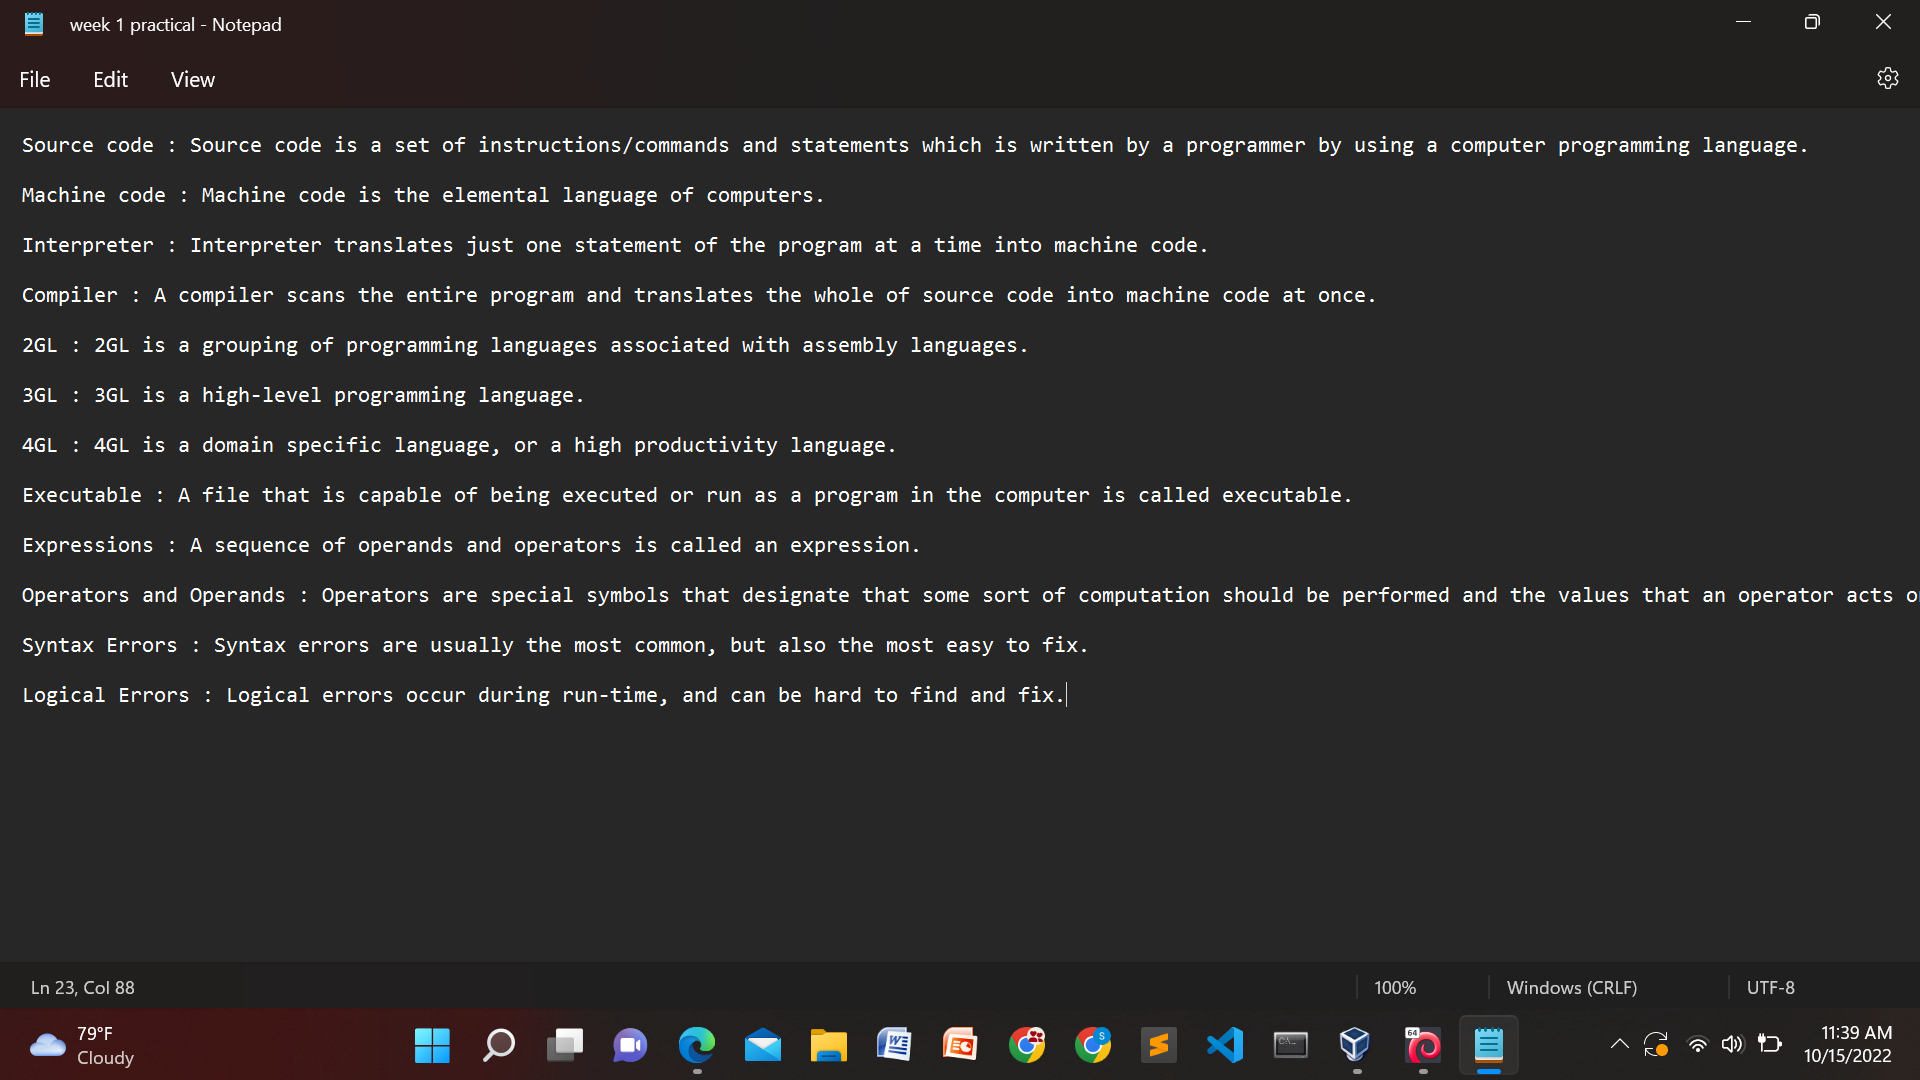 week 1 practical - Notepad
File Edit View
Source code : Source code is a set of instructions/commands and statements which is written by a programmer by using a computer programming language.
Machine code : Machine code is the elemental language of computers.
Interpreter : Interpreter translates just one statement of the program at a time into machine code.
Compiler : A compiler scans the entire program and translates the whole of source code into machine code at once.
2GL : 2GL is a grouping of programming languages associated with assembly languages.
3GL : 3GL is a high-level programming language.
4GL : 4GL is a domain specific language, or a high productivity language.
Executable : A file that is capable of being executed or run as a program in the computer is called executable.
Expressions : A sequence of operands and operators is called an expression.
Operators and Operands : Operators are special symbols that designate that some sort of computation should be performed and the values that an operator acts
Syntax Errors : Syntax errors are usually the most common, but also the most easy to fix.
Logical Errors : Logical errors occur during run-time, and can be hard to find and fix.
Ln 23, Col 88 100% Windows (CRLF) UTF-8
79°F
Cloudy
S
64
11:39 AM
10/15/2022